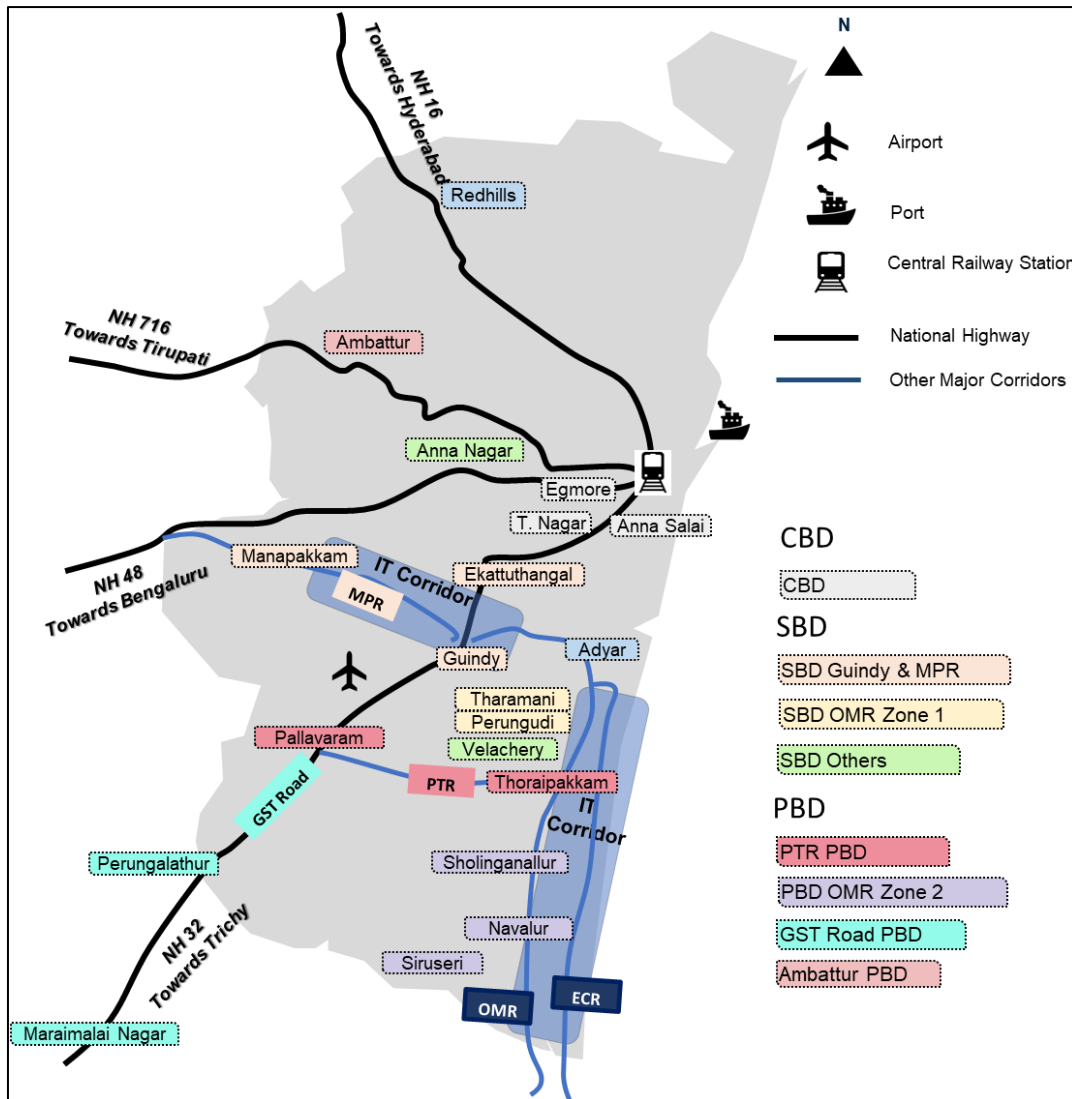 NH 16
Towards Hyderabad
Redhills
NH 716
Towards Tirupati
Ambattur
Anna Nagar
Egmore
T. Nagar
Anna Salai
NH 48
Towards Bengaluru
Manapakkam
IT Corridor
MPR
Ekattuthangal
Guindy
Adyar
Tharamani
Perungudi
Velachery
Pallavaram
PTR
Thoraipakkam
IT
Corridor
GST Road
Perungalathur
Sholinganallur
NH 32
Towards Trichy
Navalur
Siruseri
OMR
ECR
Maraimalai Nagar
N
Airport
Port
Central Railway Station
National Highway
Other Major Corridors
CBD
CBD
SBD
SBD Guindy & MPR
SBD OMR Zone 1
SBD Others
PBD
PTR PBD
PBD OMR Zone 2
GST Road PBD
Ambattur PBD